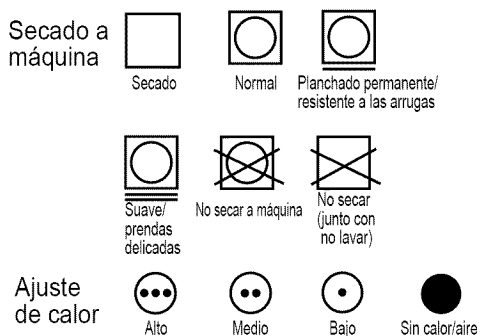 Secado a
máquina
Secado
Normal
Planchado permanente/
resistente a las arrugas
Suave/
prendas
delicadas
No secar a máquina
No secar
(junto con
no lavar)
Ajuste
de calor
Alto
Medio
Bajo
Sin calor/aire